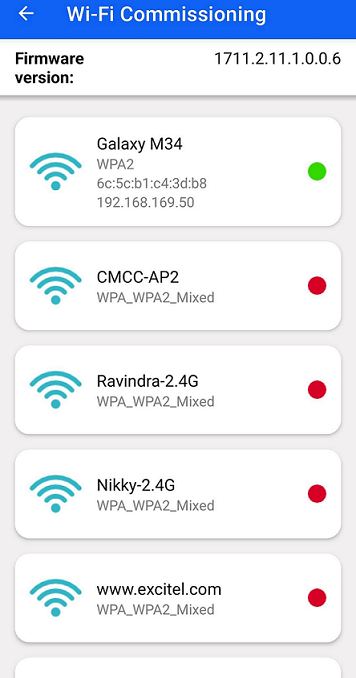 Wi-Fi Commissioning
Firmware version:
1711.2.11.1.0.0.6
Galaxy M34
WPA2
6c:5c:b1:c4:3d:b8
192.168.169.50
CMCC-AP2
WPA_WPA2_Mixed
Ravindra-2.4G
WPA_WPA2_Mixed
Nikky-2.4G
WPA_WPA2_Mixed
www.excitel.com
WPA_WPA2_Mixed